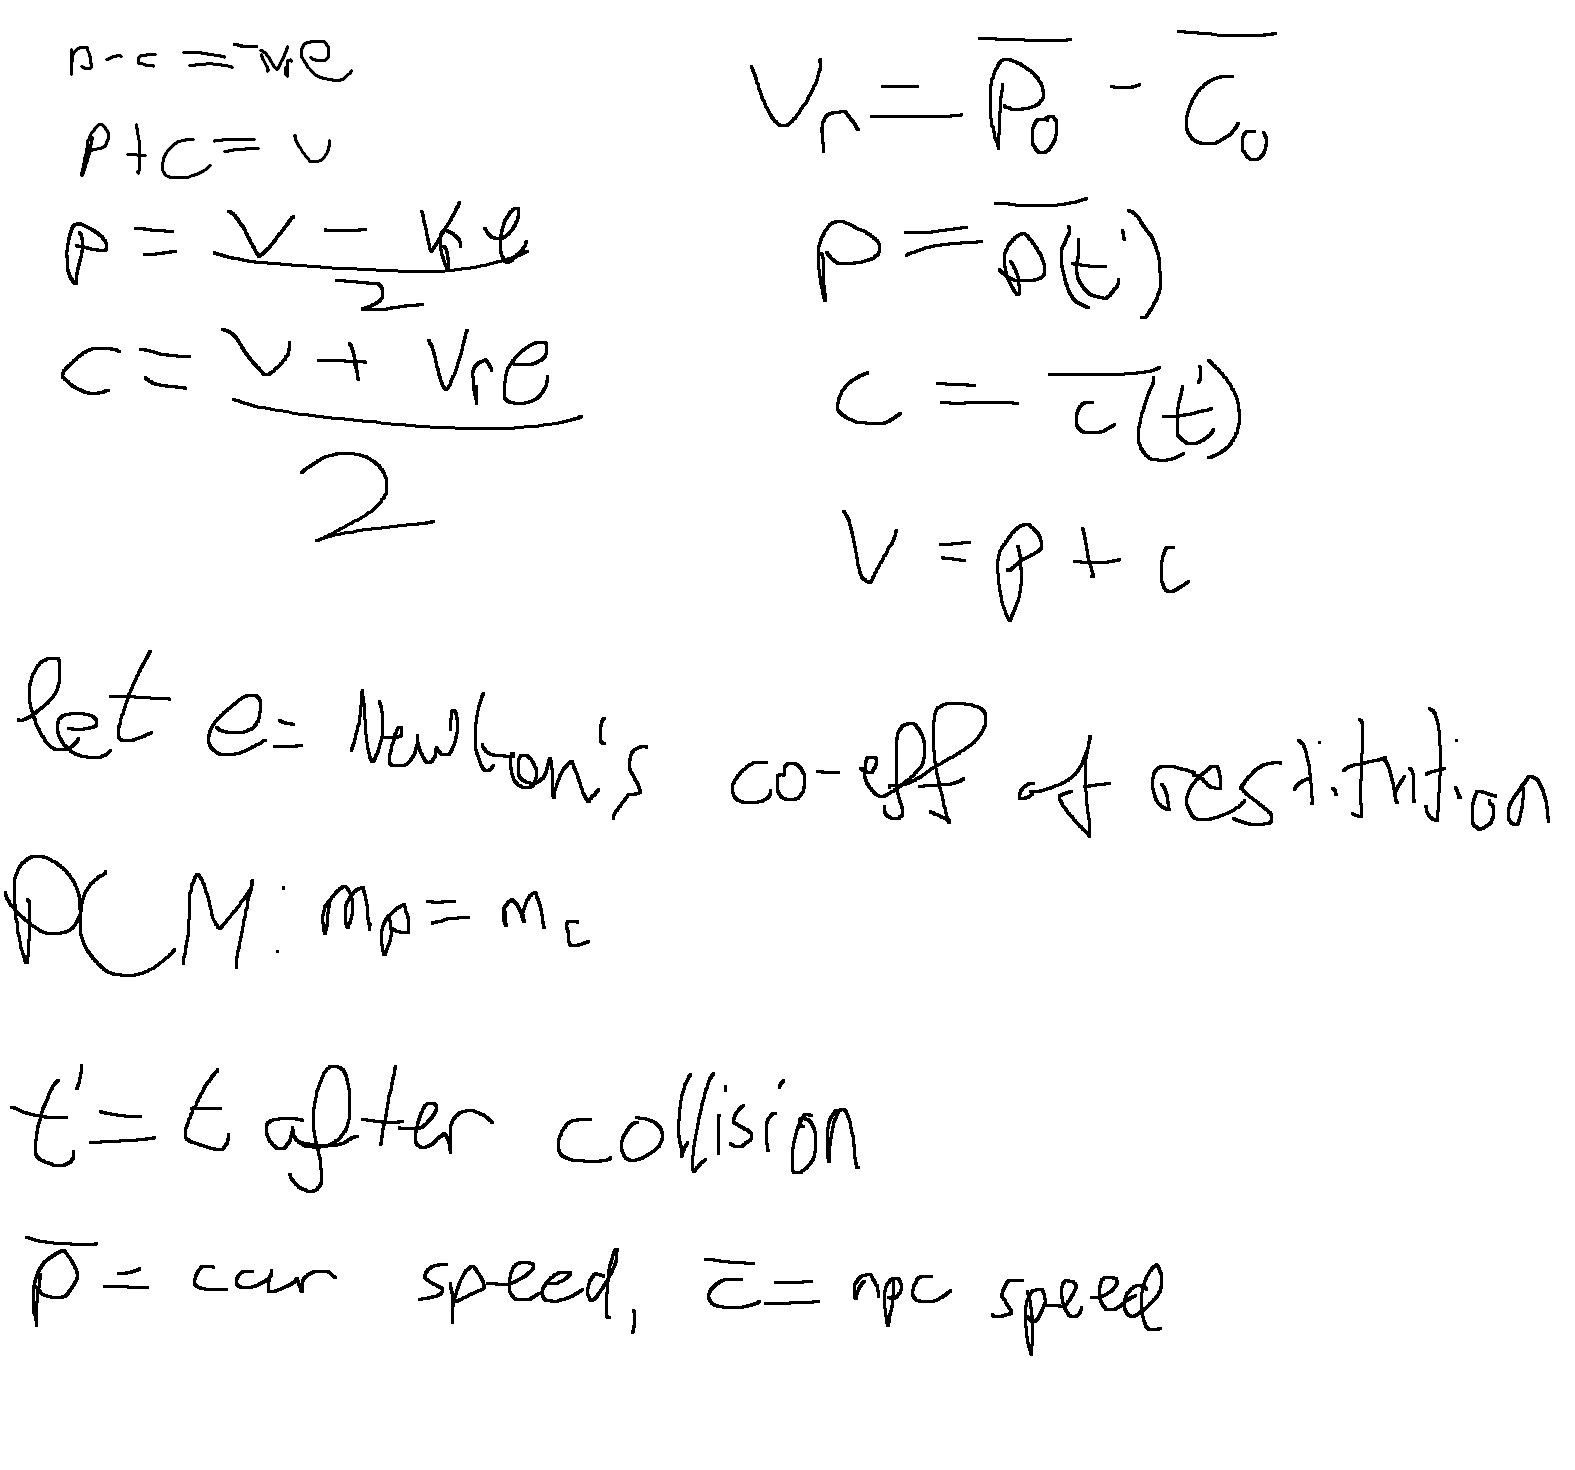 p-c = -vre
p+c = v
p = v - vre / 2
c = v + vre / 2
Vr = P̅₀ - C̅₀
p = p̅(t')
c = c̅(t')
V = p + c
let e = Newton's co-eff of restitution
PCM: mp = mc
t' = t after collision
p̅ = car speed, c̅ = npc speed